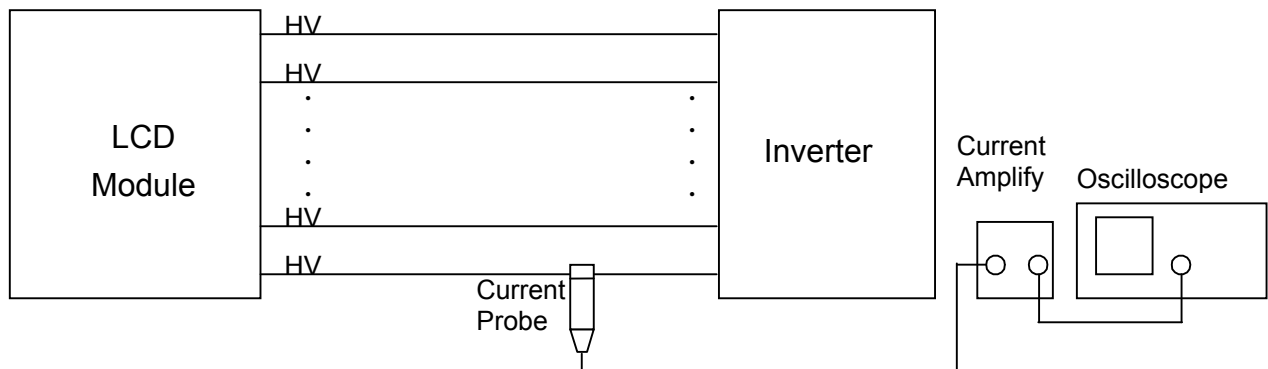 HV
HV
LCD
Module
Inverter
Current
Amplify
Oscilloscope
HV
HV
Current
Probe